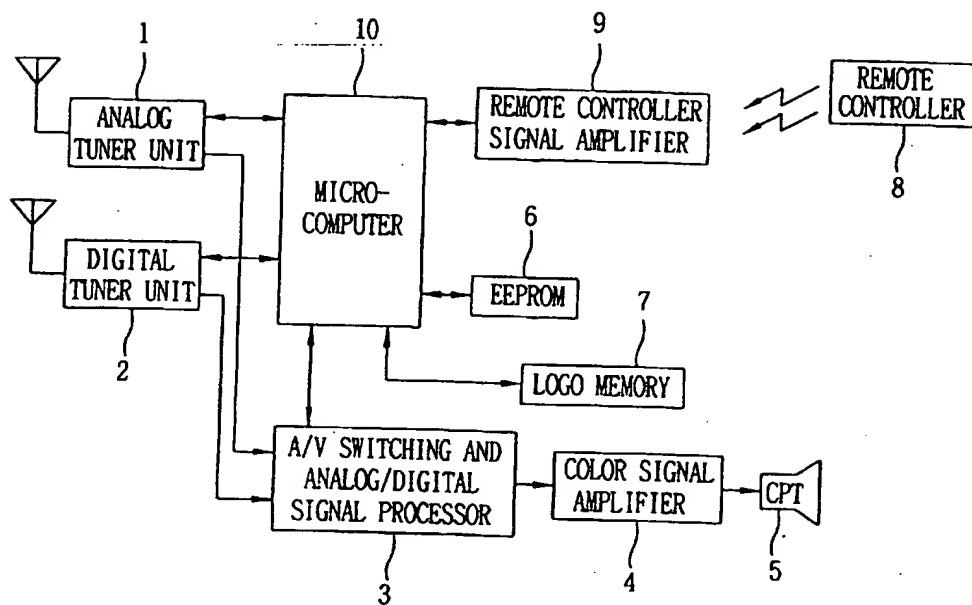 1
10
9
ANALOG
TUNER UNIT
MICRO-
COMPUTER
REMOTE CONTROLLER
SIGNAL AMPLIFIER
REMOTE
CONTROLLER
8
DIGITAL
TUNER UNIT
2
6
EEPROM
7
LOGO MEMORY
A/V SWITCHING AND
ANALOG/DIGITAL
SIGNAL PROCESSOR
3
COLOR SIGNAL
AMPLIFIER
4
CPT
5